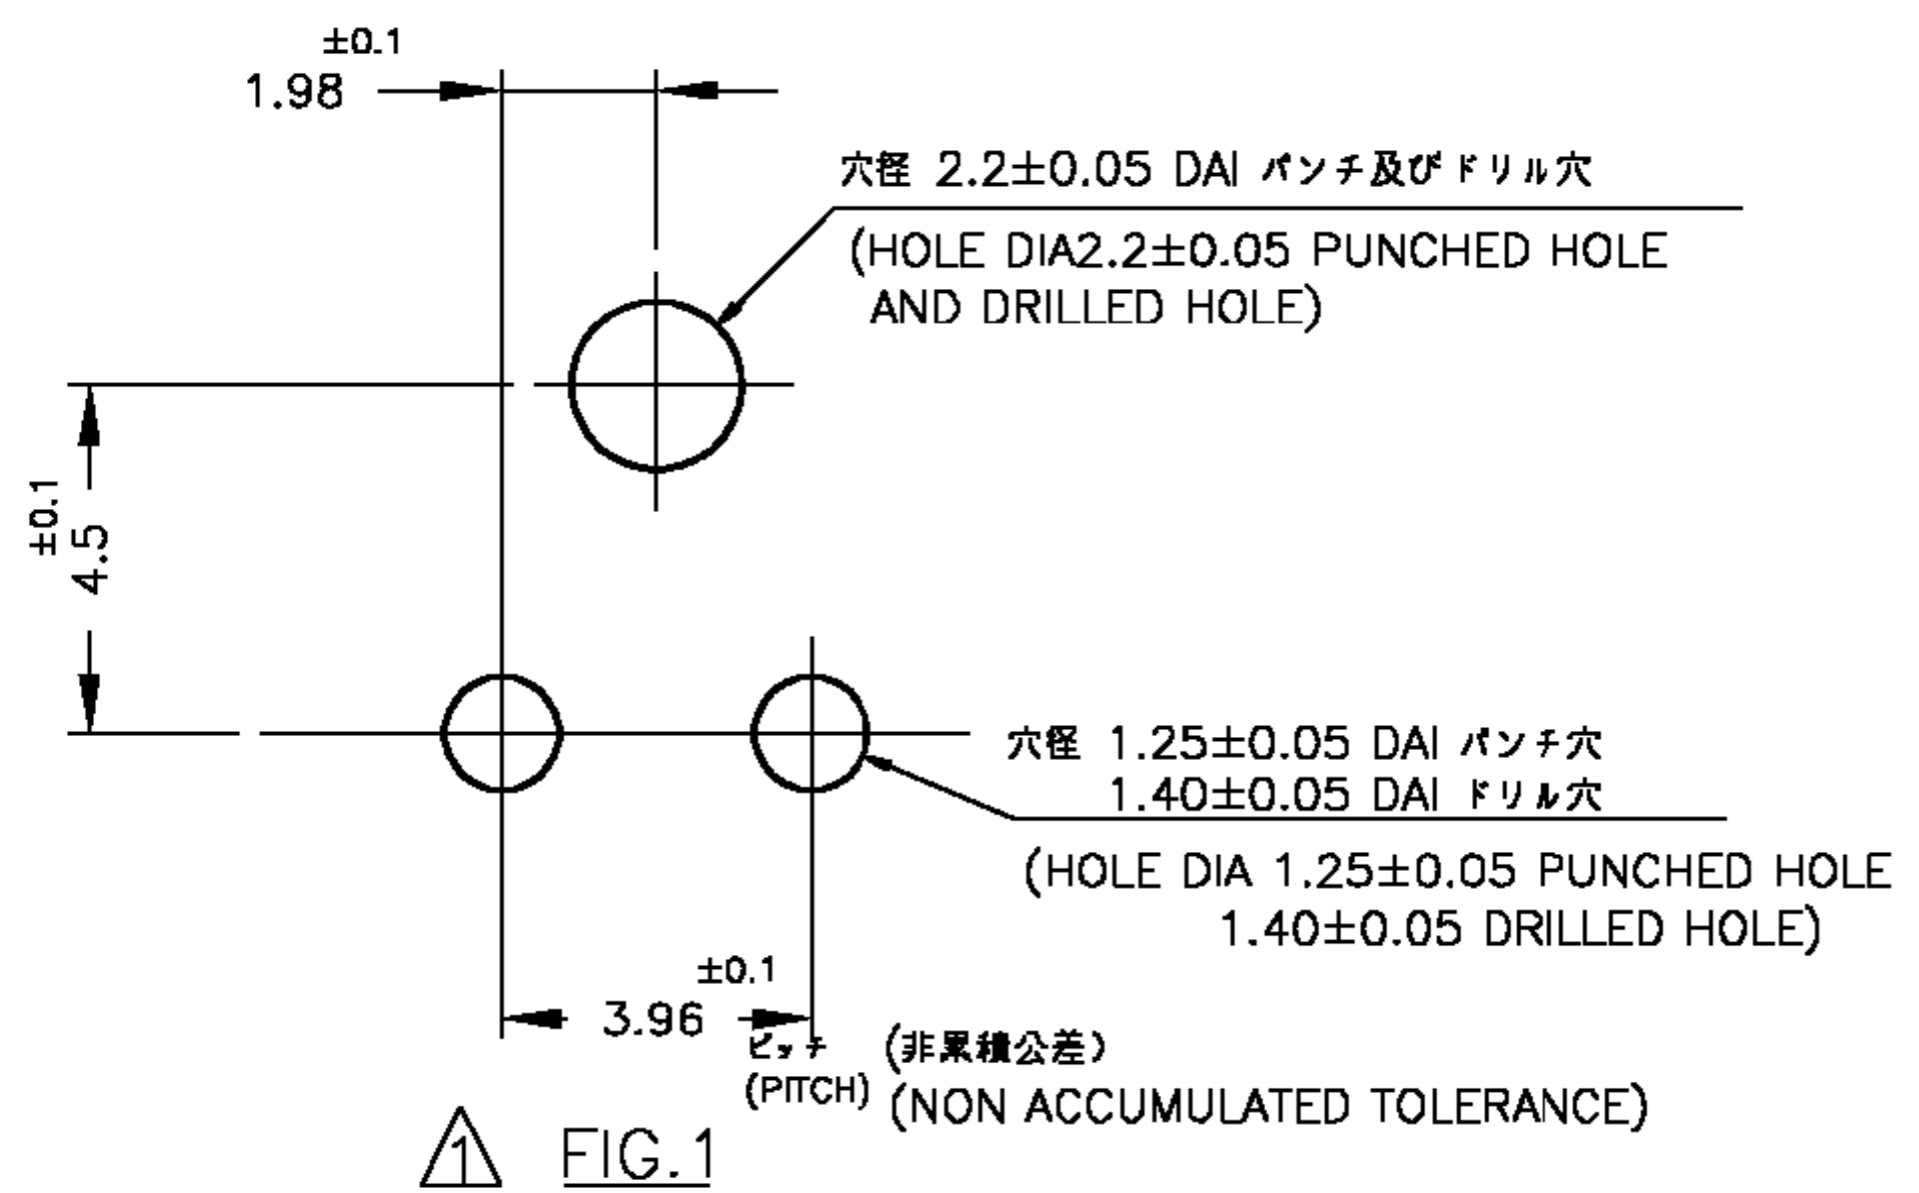 ±0.1
1.98
穴径 2.2±0.05 DAI パンチ及びドリル穴
(HOLE DIA2.2±0.05 PUNCHED HOLE
AND DRILLED HOLE)
±0.1
4.5
穴径 1.25±0.05 DAI パンチ穴
1.40±0.05 DAI ドリル穴
(HOLE DIA 1.25±0.05 PUNCHED HOLE
1.40±0.05 DRILLED HOLE)
±0.1
3.96
ピッチ (非累積公差)
(PITCH) (NON ACCUMULATED TOLERANCE)
1 FIG.1